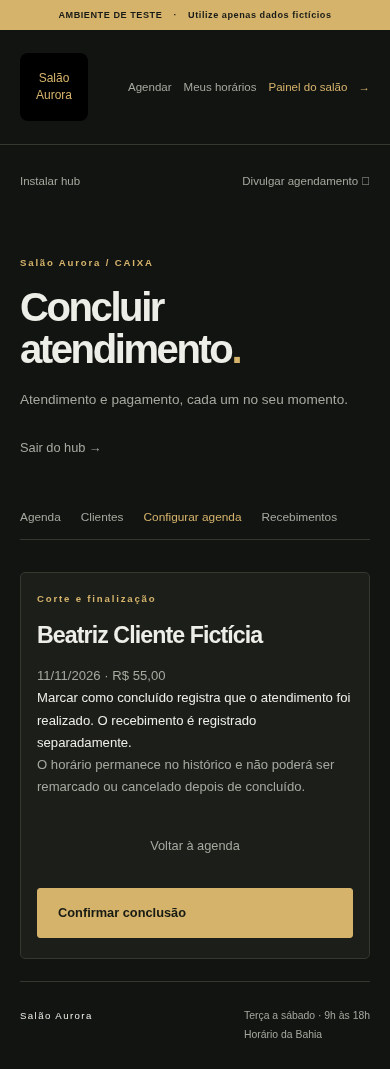 AMBIENTE DE TESTE · Utilize apenas dados fictícios
Salão
Aurora
Agendar Meus horários Painel do salão →
Instalar hub Divulgar agendamento
Salão Aurora / CAIXA
Concluir
atendimento.
Atendimento e pagamento, cada um no seu momento.
Sair do hub →
Agenda Clientes Configurar agenda Recebimentos
Corte e finalização
Beatriz Cliente Fictícia
11/11/2026 · R$ 55,00
Marcar como concluído registra que o atendimento foi
realizado. O recebimento é registrado
separadamente.
O horário permanece no histórico e não poderá ser
remarcado ou cancelado depois de concluído.
Voltar à agenda
Confirmar conclusão
Salão Aurora
Terça a sábado · 9h às 18h
Horário da Bahia